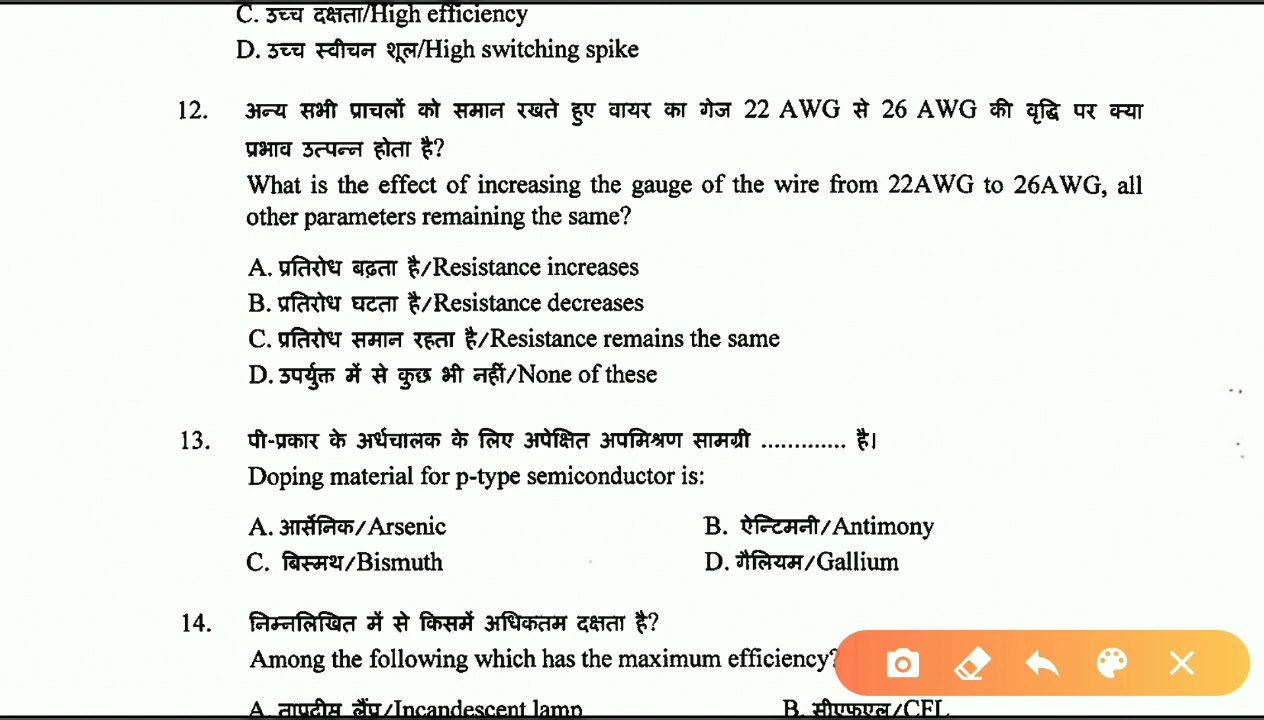 C. उच्च दक्षता/High efficiency
D. उच्च स्वीचन शूल/High switching spike
12. अन्य सभी प्राचलों को समान रखते हुए वायर का गेज 22 AWG से 26 AWG की वृद्धि पर क्या
प्रभाव उत्पन्न होता है?
What is the effect of increasing the gauge of the wire from 22AWG to 26AWG, all
other parameters remaining the same?
A. प्रतिरोध बढ़ता है/Resistance increases
B. प्रतिरोध घटता है/Resistance decreases
C. प्रतिरोध समान रहता है/Resistance remains the same
D. उपर्युक्त में से कुछ भी नहीं/None of these
13. पी-प्रकार के अर्धचालक के लिए अपेक्षित अपमिश्रण सामग्री ............. है।
Doping material for p-type semiconductor is:
A. आर्सेनिक/Arsenic B. ऐन्टिमनी/Antimony
C. बिस्मथ/Bismuth D. गैलियम/Gallium
14. निम्नलिखित में से किसमें अधिकतम दक्षता है?
Among the following which has the maximum efficiency?
A. तापदीप्त लैंप/Incandescent lamp B. सीएफएल/CFL